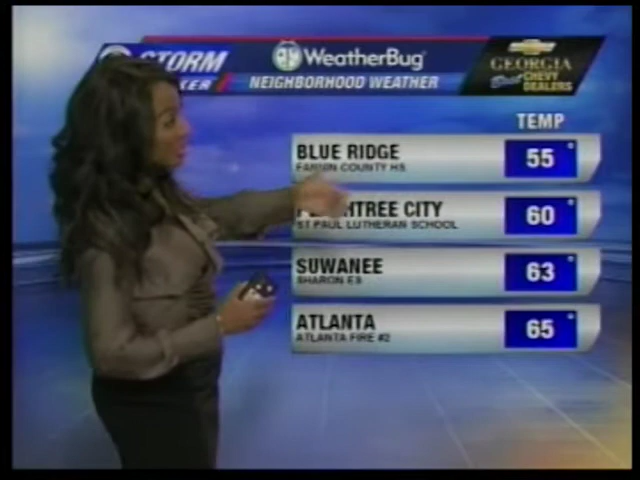 STORM
WeatherBug
NEIGHBORHOOD WEATHER
GEORGIA
Best CHEVY
DEALERS
TEMP
BLUE RIDGE
FANNIN COUNTY HS
55°
TREE CITY
ST PAUL LUTHERAN SCHOOL
60°
SUWANEE
SHARON ES
63°
ATLANTA
ATLANTA FIRE #2
65°